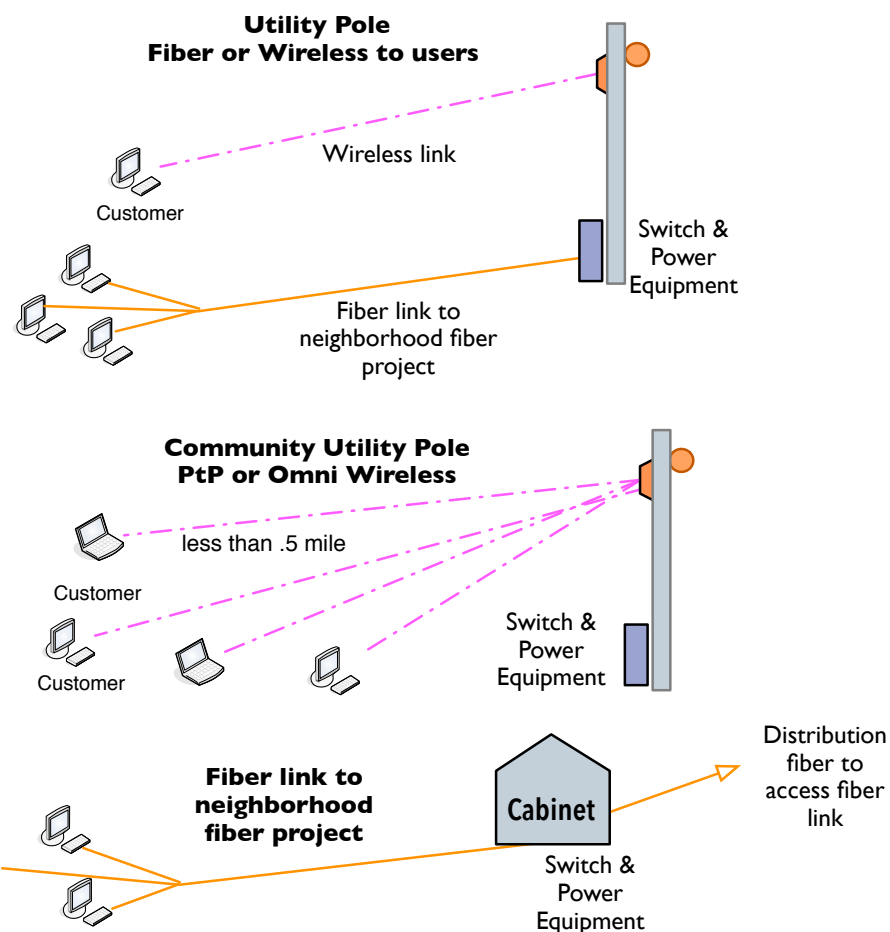 Utility Pole
Fiber or Wireless to users
Wireless link
Customer
Switch &
Power
Equipment
Fiber link to
neighborhood fiber
project
Community Utility Pole
PtP or Omni Wireless
less than .5 mile
Customer
Customer
Switch &
Power
Equipment
Fiber link to
neighborhood
fiber project
Cabinet
Distribution
fiber to
access fiber
link
Switch &
Power
Equipment